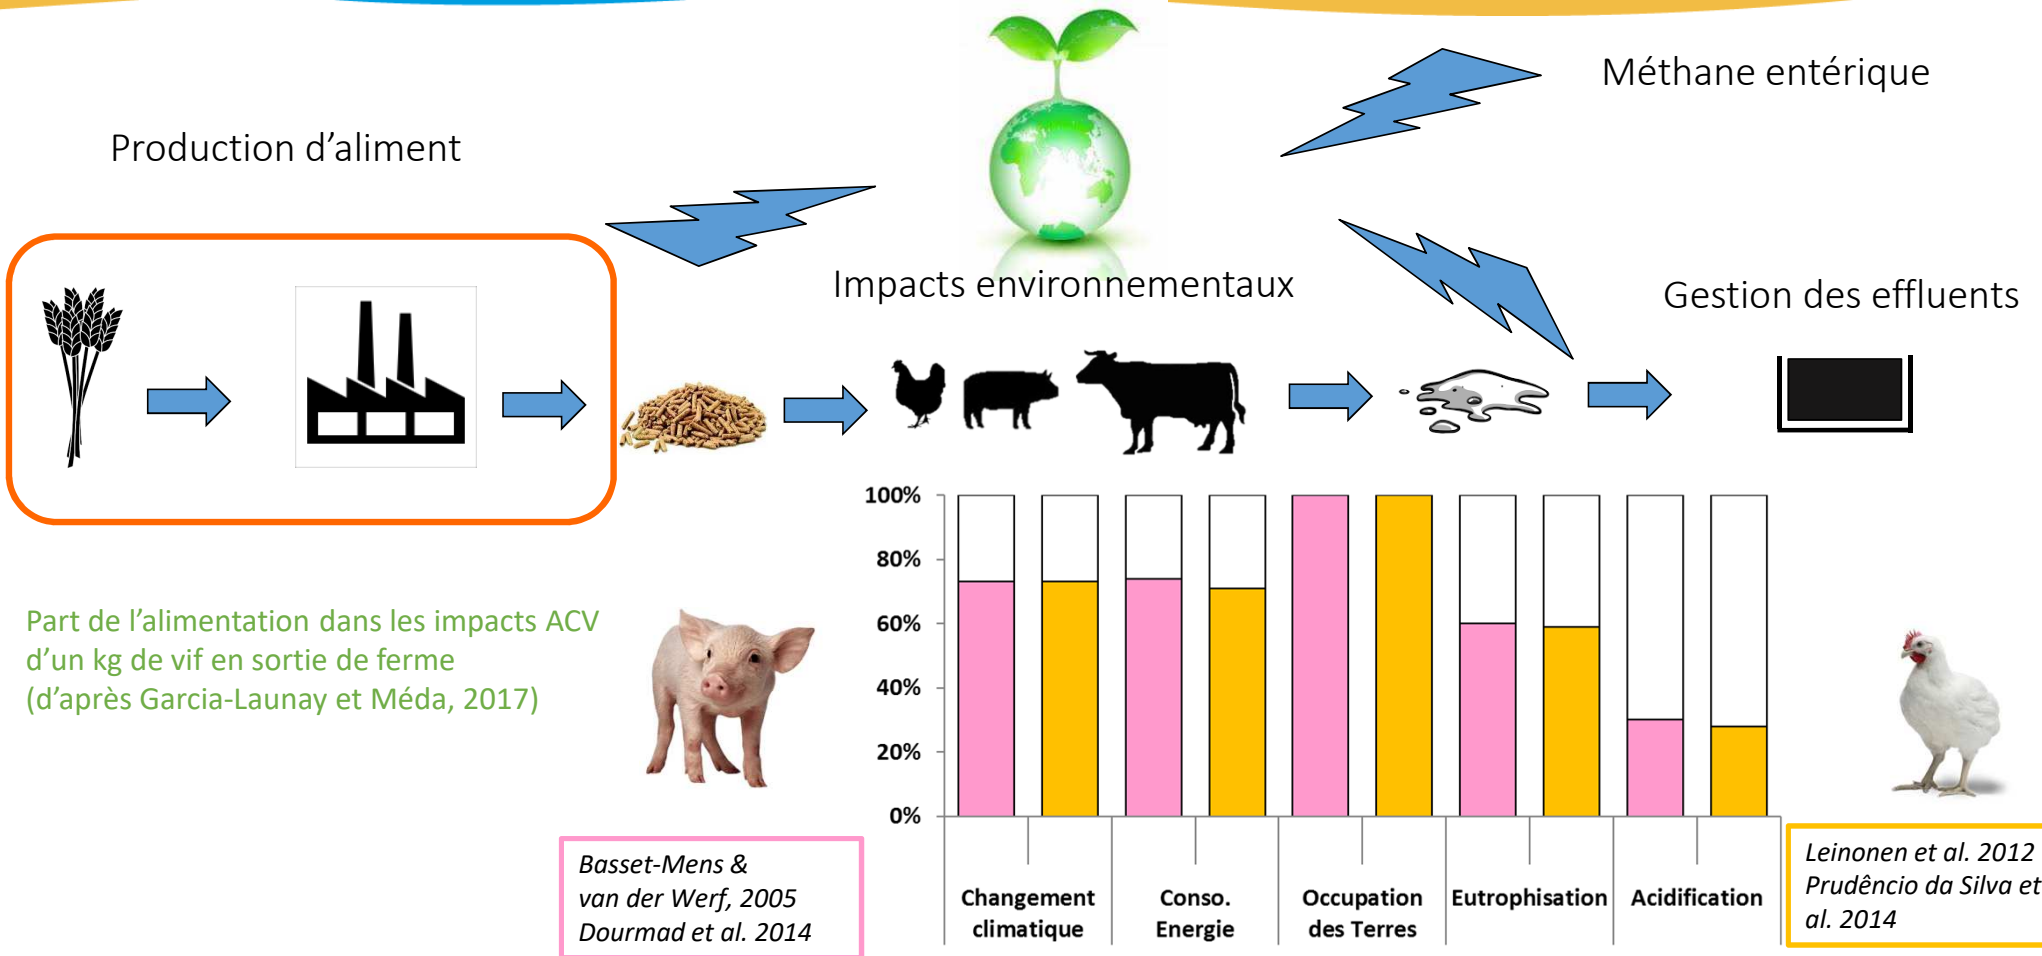 Méthane entérique
Production d’aliment
Impacts environnementaux
Gestion des effluents
Part de l’alimentation dans les impacts ACV
d’un kg de vif en sortie de ferme
(d’après Garcia-Launay et Méda, 2017)
100%
80%
60%
40%
20%
0%
Changement
climatique
Conso.
Energie
Occupation
des Terres
Eutrophisation
Acidification
Basset-Mens &
van der Werf, 2005
Dourmad et al. 2014
Leinonen et al. 2012
Prudêncio da Silva et
al. 2014